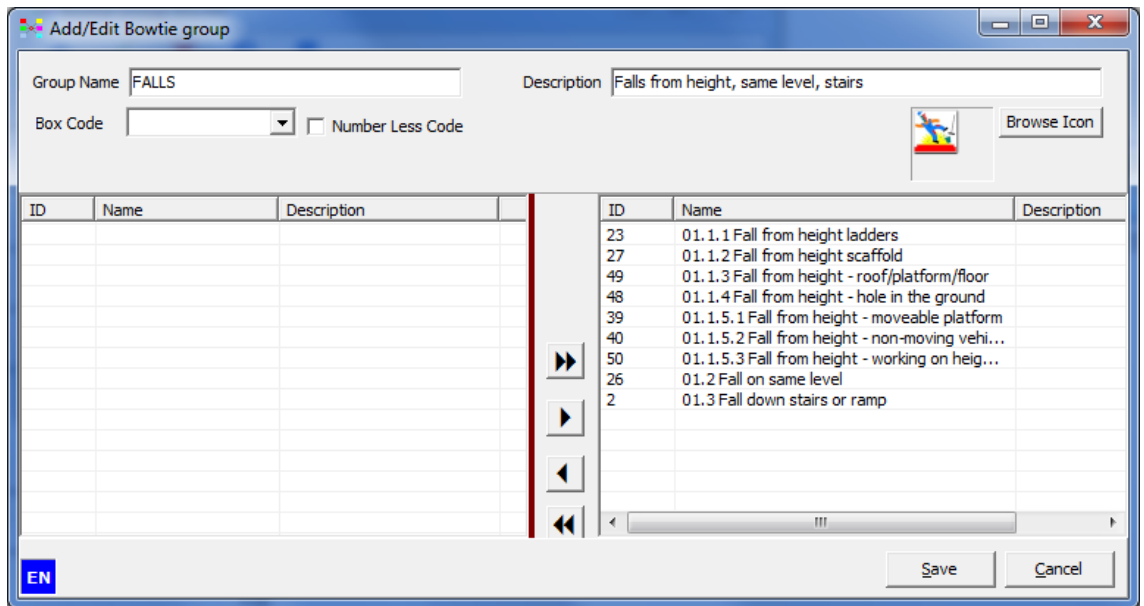 Add/Edit Bowtie group
Group Name FALLS Description Falls from height, same level, stairs
Box Code Number Less Code Browse Icon
ID Name Description ID Name Description
23 01.1.1 Fall from height ladders
27 01.1.2 Fall from height scaffold
49 01.1.3 Fall from height - roof/platform/floor
48 01.1.4 Fall from height - hole in the ground
39 01.1.5.1 Fall from height - moveable platform
40 01.1.5.2 Fall from height - non-moving vehi...
50 01.1.5.3 Fall from height - working on heig...
26 01.2 Fall on same level
2 01.3 Fall down stairs or ramp
EN Save Cancel